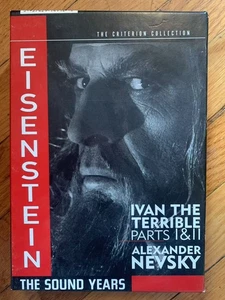 THE CRITERION COLLECTION
EISENSTEIN
IVAN THE
TERRIBLE
PARTS I & II
ALEXANDER
NEVSKY
THE SOUND YEARS